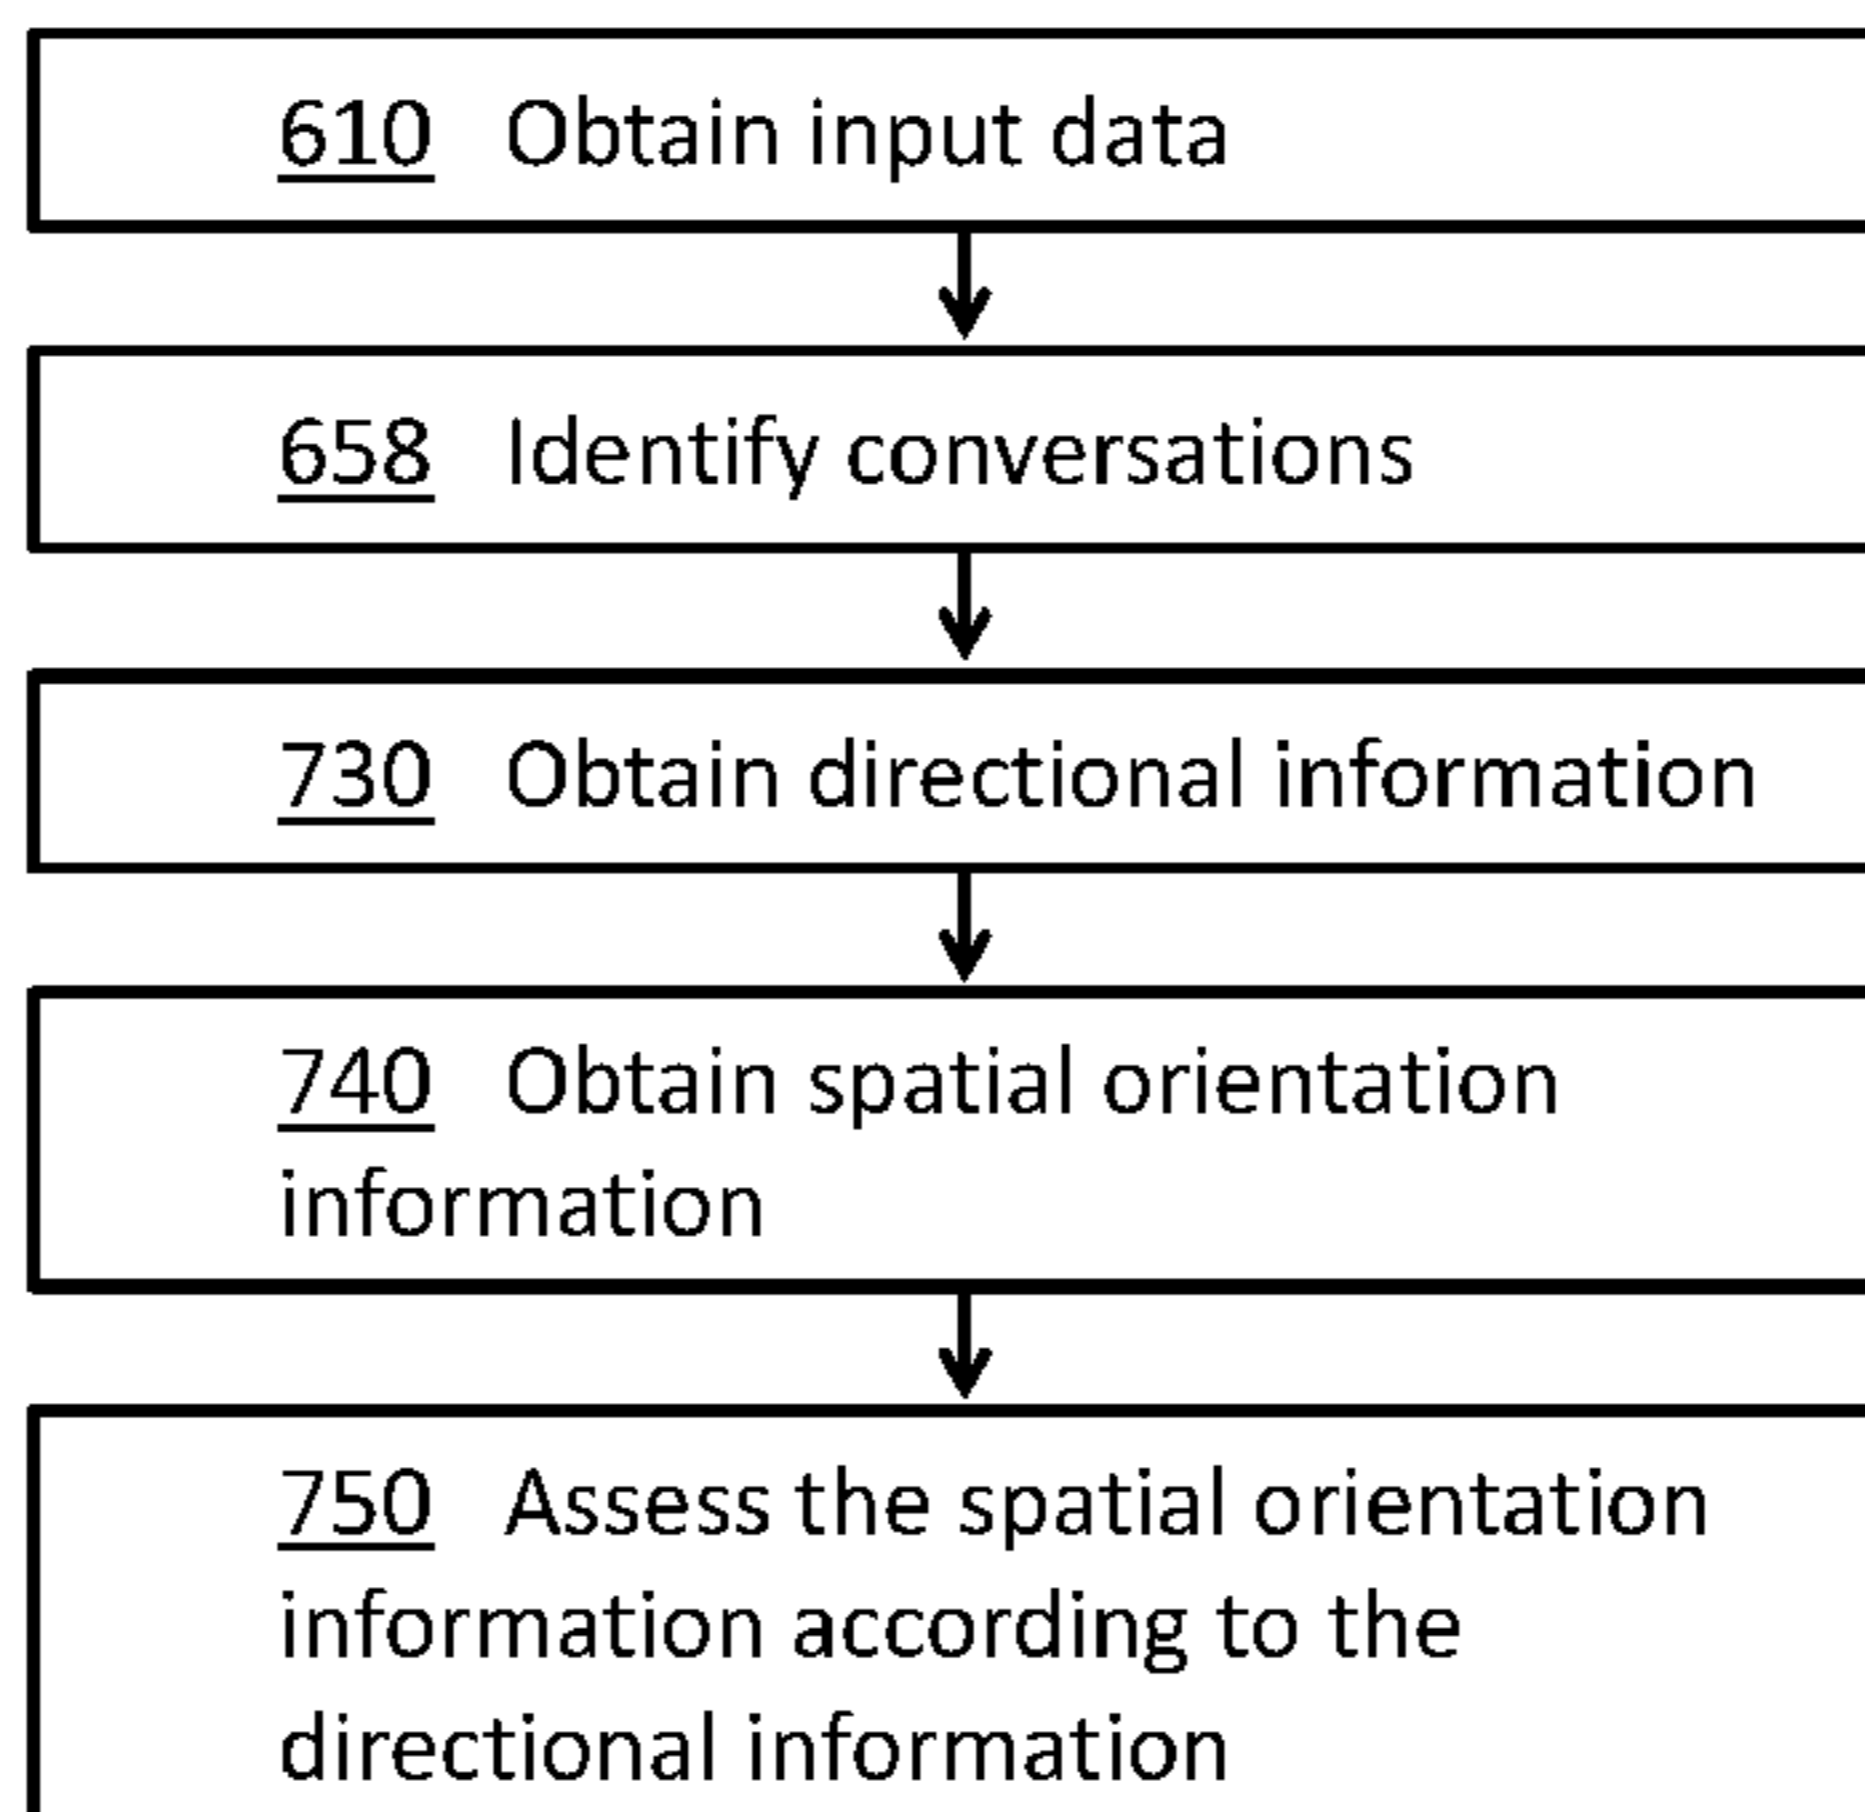 610 Obtain input data
658 Identify conversations
730 Obtain directional information
740 Obtain spatial orientation
information
750 Assess the spatial orientation
information according to the
directional information